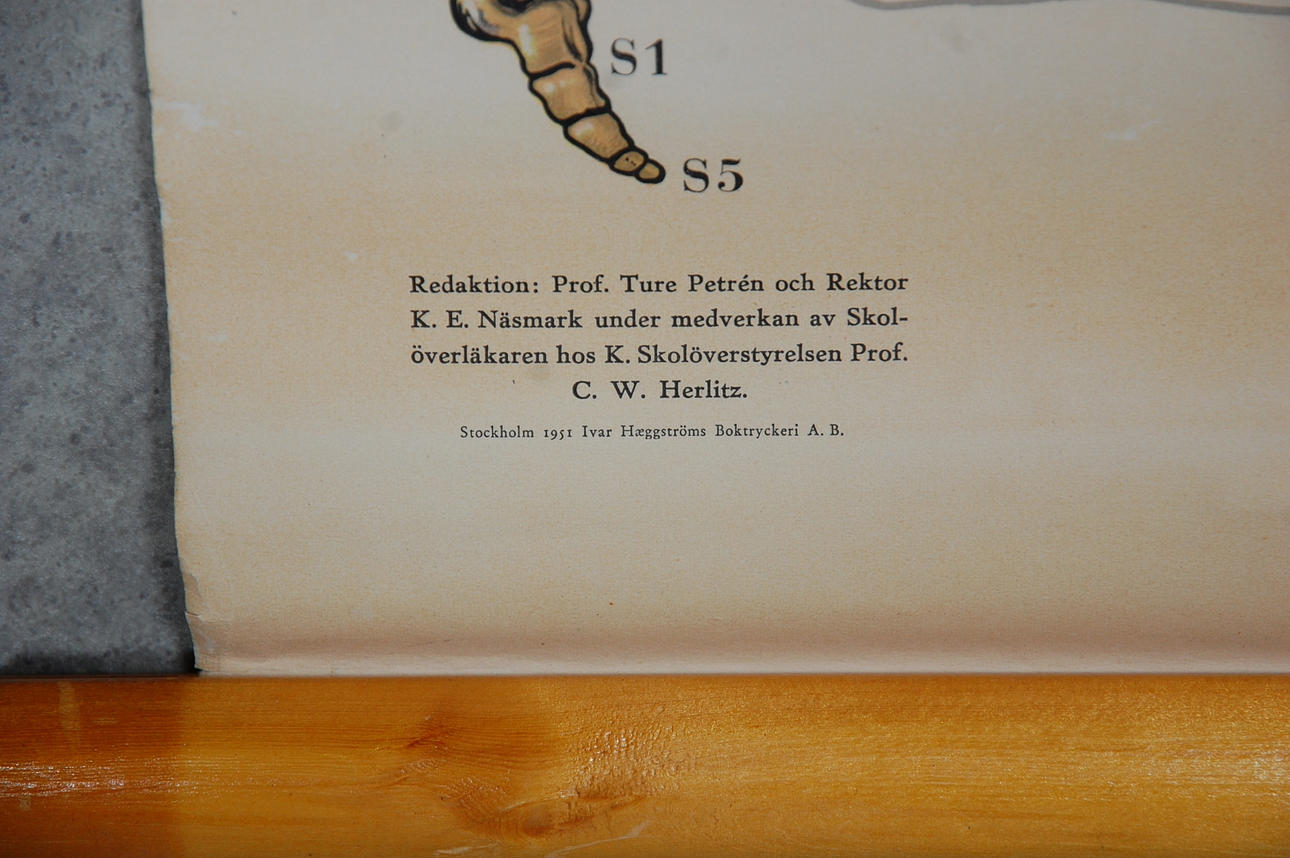 S1
S5
Redaktion: Prof. Ture Petrén och Rektor
K. E. Näsmark under medverkan av Skol-
överläkaren hos K. Skolöverstyrelsen Prof.
C. W. Herlitz.
Stockholm 1951 Ivar Hæggströms Boktryckeri A. B.